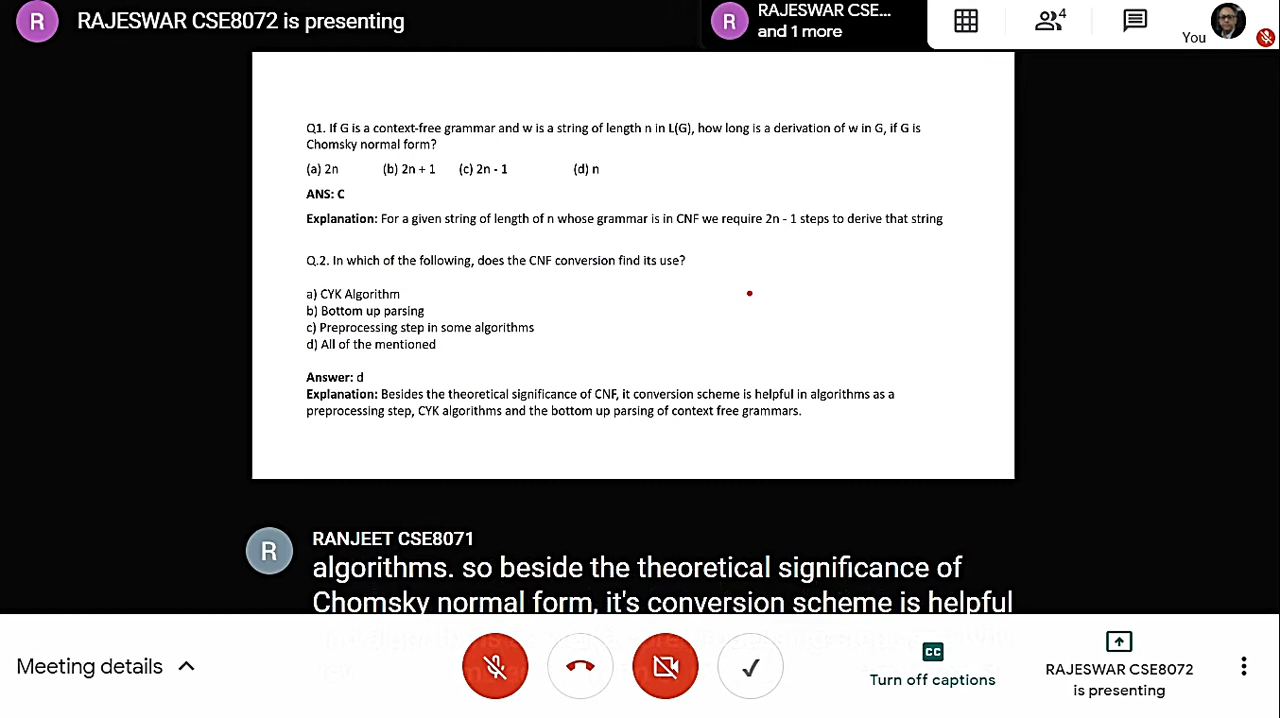 R
RAJESWAR CSE8072 is presenting
R
RAJESWAR CSE...
and 1 more
4
You
Q1. If G is a context-free grammar and w is a string of length n in L(G), how long is a derivation of w in G, if G is
Chomsky normal form?
(a) 2n (b) 2n + 1 (c) 2n - 1 (d) n
ANS: C
Explanation: For a given string of length of n whose grammar is in CNF we require 2n - 1 steps to derive that string
Q.2. In which of the following, does the CNF conversion find its use?
a) CYK Algorithm
b) Bottom up parsing
c) Preprocessing step in some algorithms
d) All of the mentioned
Answer: d
Explanation: Besides the theoretical significance of CNF, it conversion scheme is helpful in algorithms as a
preprocessing step, CYK algorithms and the bottom up parsing of context free grammars.
R
RANJEET CSE8071
algorithms. so beside the theoretical significance of
Chomsky normal form, it's conversion scheme is helpful
Meeting details
CC
Turn off captions
RAJESWAR CSE8072
is presenting